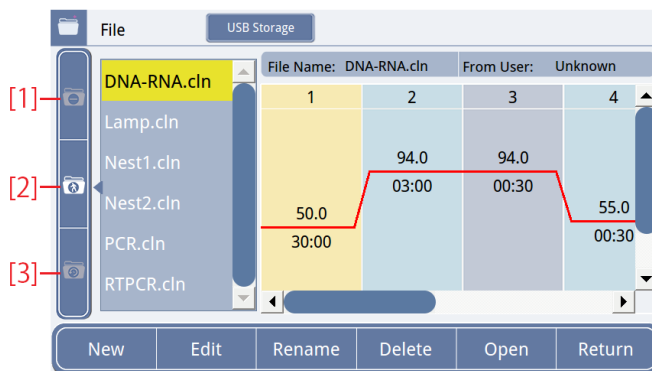 File
USB Storage
[1]
[2]
[3]
DNA-RNA.cln
Lamp.cln
Nest1.cln
Nest2.cln
PCR.cln
RTPCR.cln
File Name: DNA-RNA.cln From User: Unknown
1 2 3 4
94.0 94.0
03:00 00:30
50.0 55.0
30:00 00:30
New Edit Rename Delete Open Return